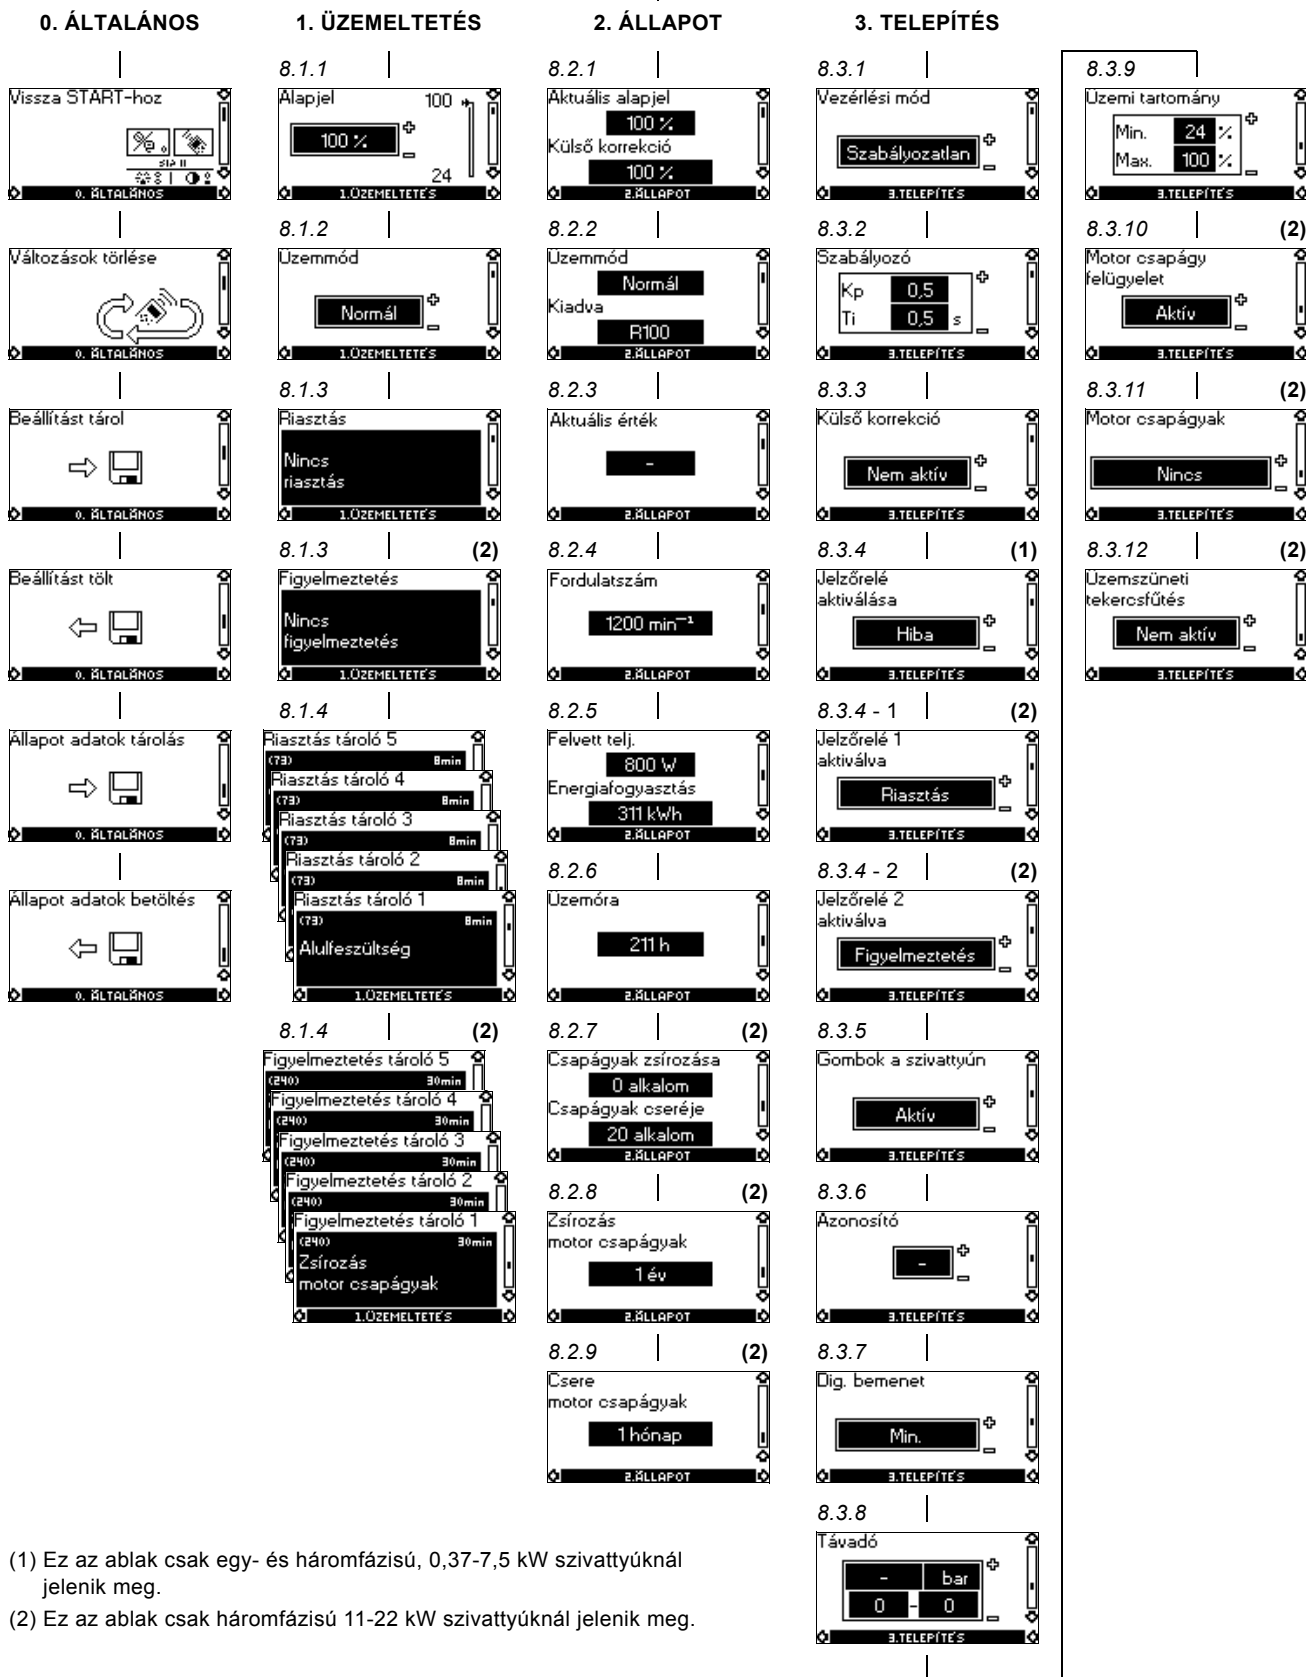 0. ÁLTALÁNOS
Vissza START-hoz
0. ÁLTALÁNOS
Változások törlése
0. ÁLTALÁNOS
Beállítást tárol
0. ÁLTALÁNOS
Beállítást tölt
0. ÁLTALÁNOS
Állapot adatok tárolás
0. ÁLTALÁNOS
Állapot adatok betöltés
0. ÁLTALÁNOS
1. ÜZEMELTETÉS
8.1.1
Alapjel
100
100 %
24
1.ÜZEMELTETÉS
8.1.2
Üzemmód
Normál
1.ÜZEMELTETÉS
8.1.3
Riasztás
Nincs
riasztás
1.ÜZEMELTETÉS
8.1.3 (2)
Figyelmeztetés
Nincs
figyelmeztetés
1.ÜZEMELTETÉS
8.1.4
Riasztás tároló 5
(73) 8min
Riasztás tároló 4
(73) 8min
Riasztás tároló 3
(73) 8min
Riasztás tároló 2
(73) 8min
Riasztás tároló 1
(73) 8min
Alulfeszültség
1.ÜZEMELTETÉS
8.1.4 (2)
Figyelmeztetés tároló 5
(240) 30min
Figyelmeztetés tároló 4
(240) 30min
Figyelmeztetés tároló 3
(240) 30min
Figyelmeztetés tároló 2
(240) 30min
Figyelmeztetés tároló 1
(240) 30min
Zsírozás
motor csapágyak
1.ÜZEMELTETÉS
2. ÁLLAPOT
8.2.1
Aktuális alapjel
100 %
Külső korrekció
100 %
2.ÁLLAPOT
8.2.2
Üzemmód
Normál
Kiadva
R100
2.ÁLLAPOT
8.2.3
Aktuális érték
-
2.ÁLLAPOT
8.2.4
Fordulatszám
1200 min⁻¹
2.ÁLLAPOT
8.2.5
Felvett telj.
800 W
Energiafogyasztás
311 kWh
2.ÁLLAPOT
8.2.6
Üzemóra
211 h
2.ÁLLAPOT
8.2.7 (2)
Csapágyak zsírozása
0 alkalom
Csapágyak cseréje
20 alkalom
2.ÁLLAPOT
8.2.8 (2)
Zsírozás
motor csapágyak
1 év
2.ÁLLAPOT
8.2.9 (2)
Csere
motor csapágyak
1 hónap
2.ÁLLAPOT
3. TELEPÍTÉS
8.3.1
Vezérlési mód
Szabályozatlan
3.TELEPÍTÉS
8.3.2
Szabályozó
Kp 0,5
Ti 0,5 s
3.TELEPÍTÉS
8.3.3
Külső korrekció
Nem aktív
3.TELEPÍTÉS
8.3.4 (1)
Jelzőrelé
aktiválása
Hiba
3.TELEPÍTÉS
8.3.4 - 1 (2)
Jelzőrelé 1
aktiválva
Riasztás
3.TELEPÍTÉS
8.3.4 - 2 (2)
Jelzőrelé 2
aktiválva
Figyelmeztetés
3.TELEPÍTÉS
8.3.5
Gombok a szivattyún
Aktív
3.TELEPÍTÉS
8.3.6
Azonosító
-
3.TELEPÍTÉS
8.3.7
Dig. bemenet
Min.
3.TELEPÍTÉS
8.3.8
Távadó
- bar
0 - 0
3.TELEPÍTÉS
8.3.9
Üzemi tartomány
Min. 24 %
Max. 100 %
3.TELEPÍTÉS
8.3.10 (2)
Motor csapágy
felügyelet
Aktív
3.TELEPÍTÉS
8.3.11 (2)
Motor csapágyak
Nincs
3.TELEPÍTÉS
8.3.12 (2)
Üzemszüneti
tekercsfűtés
Nem aktív
3.TELEPÍTÉS
(1) Ez az ablak csak egy- és háromfázisú, 0,37-7,5 kW szivattyúknál
jelenik meg.
(2) Ez az ablak csak háromfázisú 11-22 kW szivattyúknál jelenik meg.